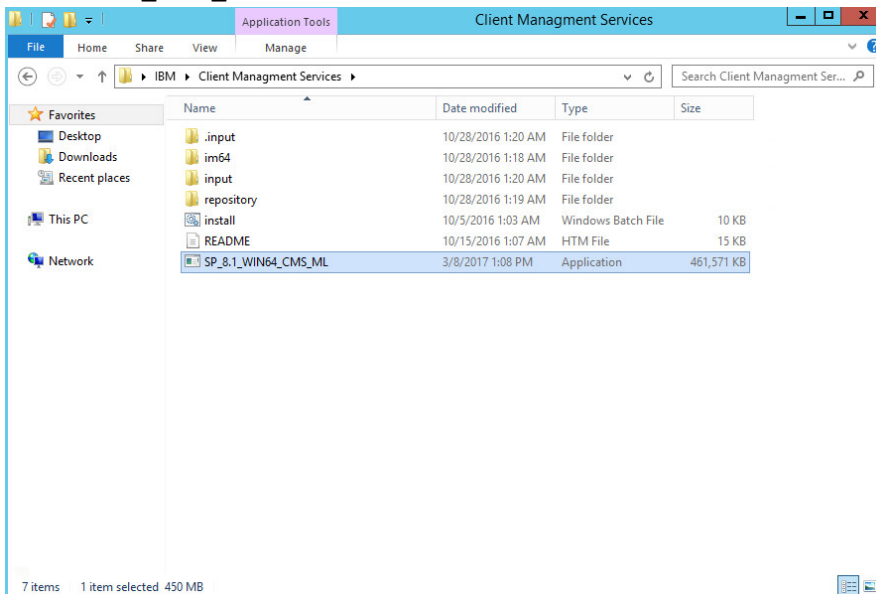 Application Tools
Client Managment Services
File Home Share View Manage
IBM Client Managment Services
Search Client Managment Ser...
Favorites
Desktop
Downloads
Recent places
This PC
Network
Name Date modified Type Size
.input 10/28/2016 1:20 AM File folder
im64 10/28/2016 1:18 AM File folder
input 10/28/2016 1:20 AM File folder
repository 10/28/2016 1:19 AM File folder
install 10/5/2016 1:03 AM Windows Batch File 10 KB
README 10/15/2016 1:07 AM HTM File 15 KB
SP_8.1_WIN64_CMS_ML 3/8/2017 1:08 PM Application 461,571 KB
7 items 1 item selected 450 MB